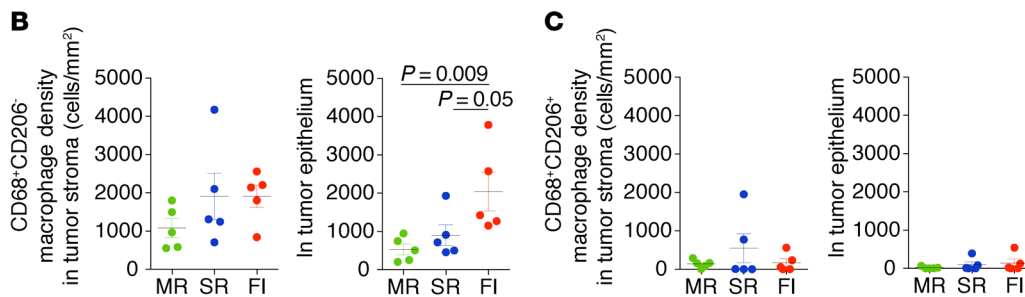 B
CD68+CD206-
macrophage density
in tumor stroma (cells/mm2)
5000
4000
3000
2000
1000
0
MR SR FI
In tumor epithelium
5000
4000
3000
2000
1000
0
P = 0.009
P = 0.05
MR SR FI
C
CD68+CD206+
macrophage density
in tumor stroma (cells/mm2)
5000
4000
3000
2000
1000
0
MR SR FI
In tumor epithelium
5000
4000
3000
2000
1000
0
MR SR FI